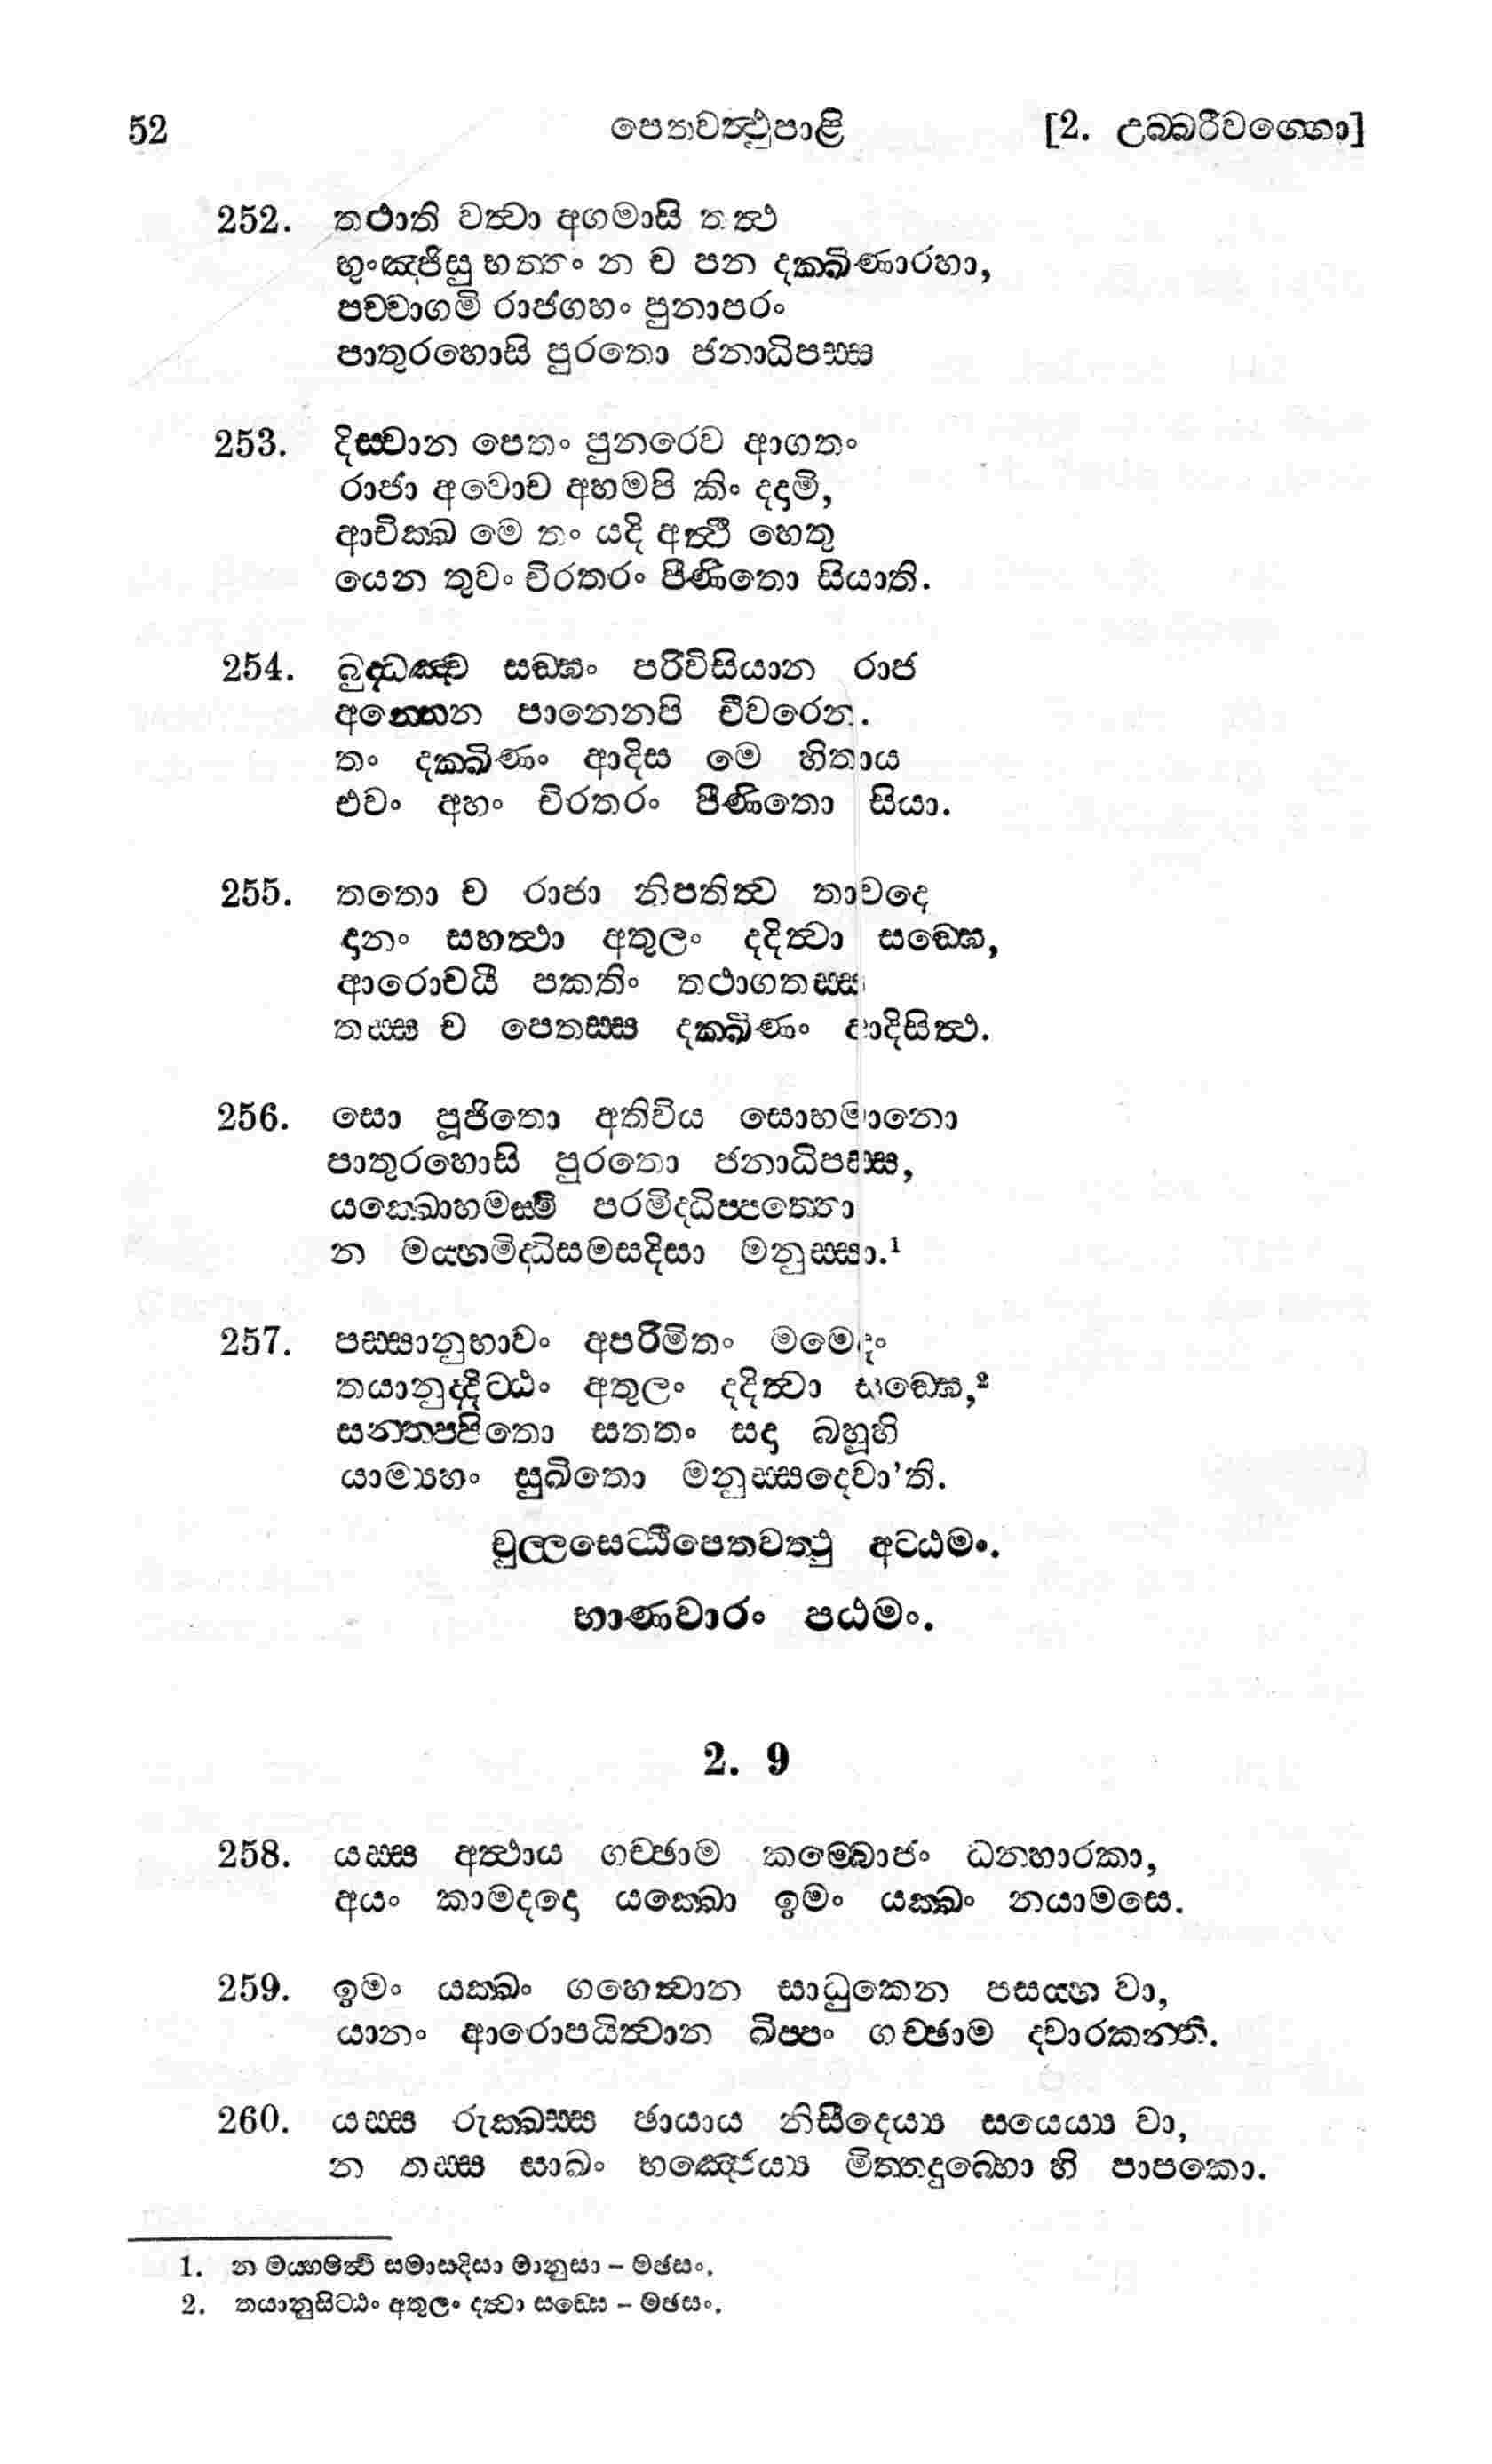 52 පෙතවත්ථුපාළි [2. උබ්බරීවග්ගො]
252. තථාති වත්වා අගමාසි තත්ථ
භුංඤ්ජිසු භත්තං න ච පන දක්ඛිණාරහා,
පච්චාගමි රාජගහං පුනාපරං
පාතුරහොසි පුරතො ජනාධිපස්ස
253. දිස්වාන පෙතං පුනරෙව ආගතං
රාජා අවොච අහමපි කිං දදාමි,
ආචික්ඛ මෙ තං යදි අත්ථි හෙතු
යෙන තුවං චිරතරං පීණිතො සියාති.
254. බුද්ධඤ්ච සඞ්ඝං පරිවිසියාන රාජ
අන්නෙන පානෙනපි චීවරෙන.
තං දක්ඛිණං ආදිස මෙ හිතාය
එවං අහං චිරතරං පීණිතො සියා.
255. තතො ච රාජා නිපතිත්ව තාවදෙ
දානං සහත්ථා අතුලං දදිත්වා සඞ්ඝෙ,
ආරොචයී පකතිං තථාගතස්ස
තස්ස ච පෙතස්ස දක්ඛිණං ආදිසිත්ථ.
256. සො පූජිතො අතිවිය සොභමානො
පාතුරහොසි පුරතො ජනාධිපස්ස,
යක්ඛොහමස්මි පරමිද්ධිප්පත්තො
න මය්හමිද්ධිසමසදිසා මනුස්සා.¹
257. පස්සානුභාවං අපරිමිතං මමෙදං
තයානුද්දිට්ඨං අතුලං දදිත්වා සඞ්ඝෙ,²
සන්තප්පිතො සතතං සදා බහූහි
යාම්‍යහං සුඛිතො මනුස්සදෙවා'ති.
චුල්ලසෙට්ඨිපෙතවත්ථු අට්ඨමං.
භාණවාරං පඨමං.
2. 9
258. යස්ස අත්ථාය ගච්ඡාම කම්බොජං ධනහාරකා,
අයං කාමදදො යක්ඛො ඉමං යක්ඛං නයාමසෙ.
259. ඉමං යක්ඛං ගහෙත්වාන සාධුකෙන පසය්හ වා,
යානං ආරොපයිත්වාන ඛිප්පං ගච්ඡාම ද්වාරකන්ති.
260. යස්ස රුක්ඛස්ස ඡායාය නිසීදෙය්‍ය සයෙය්‍ය වා,
න තස්ස සාඛං භඤ්ජෙය්‍ය මිත්තදුබ්භො හි පාපකො.
1. න මය්හමත්ථි සමාසදිසා මානුසා – මඡසං.
2. තයානුසිට්ඨං අතුලං දත්වා සඞ්ඝෙ – මඡසං.